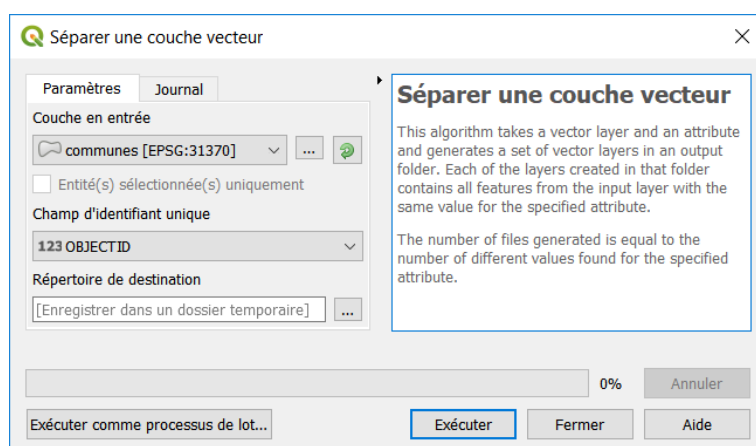 Séparer une couche vecteur
Paramètres
Journal
Couche en entrée
communes [EPSG:31370]
...
Entité(s) sélectionnée(s) uniquement
Champ d'identifiant unique
123 OBJECTID
Répertoire de destination
[Enregistrer dans un dossier temporaire]
...
Séparer une couche vecteur
This algorithm takes a vector layer and an attribute
and generates a set of vector layers in an output
folder. Each of the layers created in that folder
contains all features from the input layer with the
same value for the specified attribute.
The number of files generated is equal to the
number of different values found for the specified
attribute.
0%
Annuler
Exécuter comme processus de lot...
Exécuter
Fermer
Aide